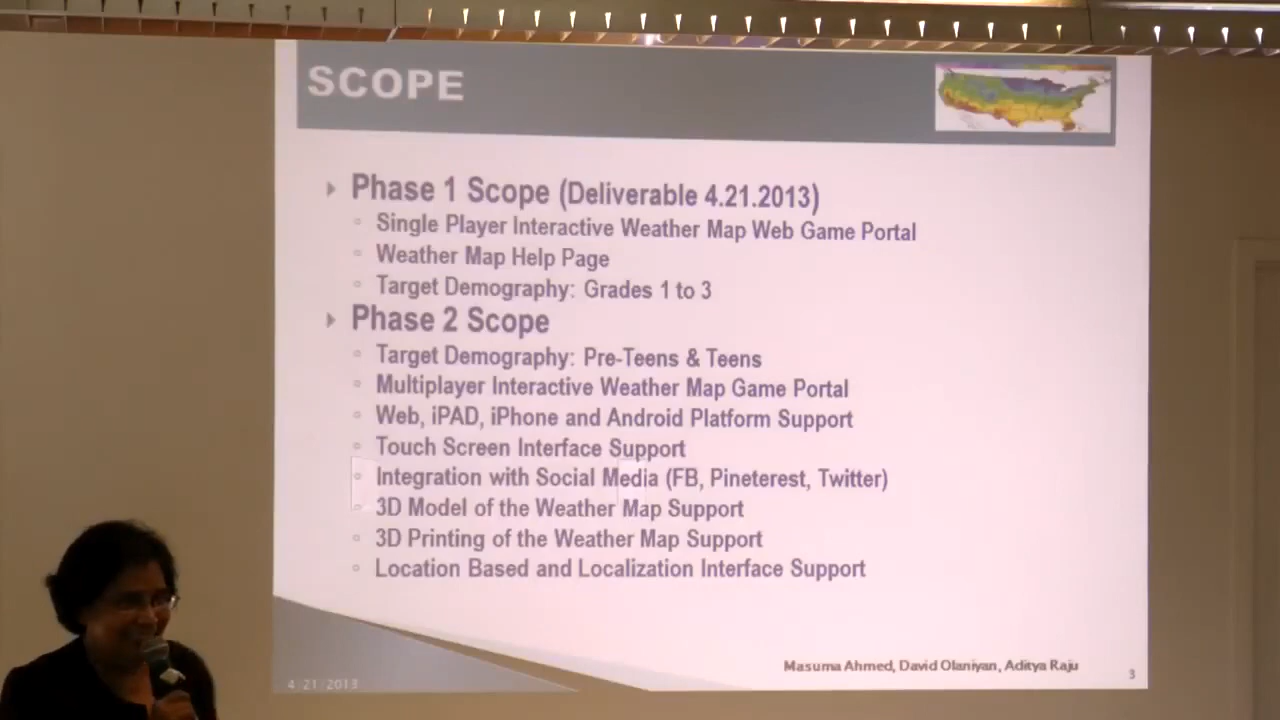 SCOPE
Phase 1 Scope (Deliverable 4.21.2013)
Single Player Interactive Weather Map Web Game Portal
Weather Map Help Page
Target Demography: Grades 1 to 3
Phase 2 Scope
Target Demography: Pre-Teens & Teens
Multiplayer Interactive Weather Map Game Portal
Web, iPAD, iPhone and Android Platform Support
Touch Screen Interface Support
Integration with Social Media (FB, Pineterest, Twitter)
3D Model of the Weather Map Support
3D Printing of the Weather Map Support
Location Based and Localization Interface Support
Masuma Ahmed, David Olaniyan, Aditya Raju
3
4/21/2013